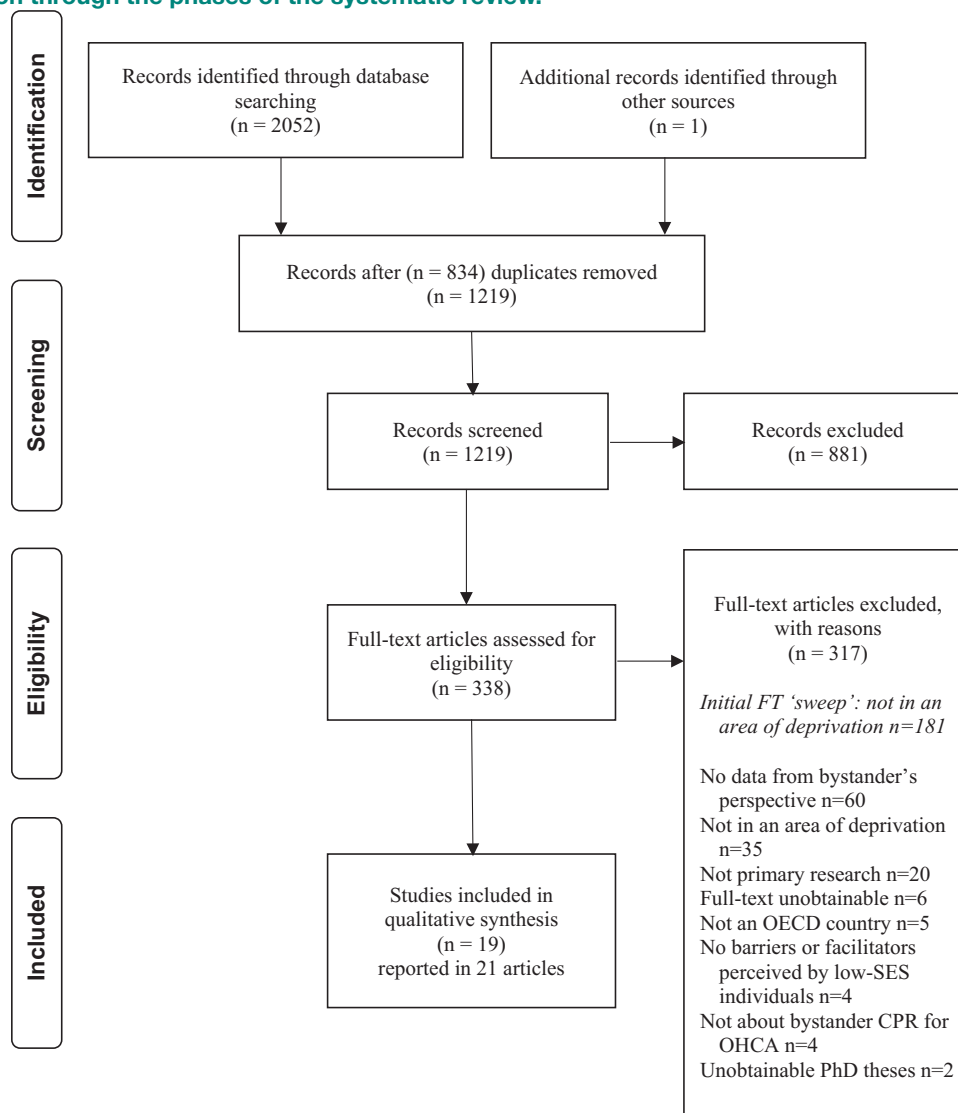 on through the phases of the systematic review.
Identification
Records identified through database
searching
(n = 2052)
Additional records identified through
other sources
(n = 1)
Records after (n = 834) duplicates removed
(n = 1219)
Screening
Records screened
(n = 1219)
Records excluded
(n = 881)
Eligibility
Full-text articles assessed for
eligibility
(n = 338)
Full-text articles excluded,
with reasons
(n = 317)
Initial FT ‘sweep’: not in an
area of deprivation n=181
No data from bystander’s
perspective n=60
Not in an area of deprivation
n=35
Not primary research n=20
Full-text unobtainable n=6
Not an OECD country n=5
No barriers or facilitators
perceived by low-SES
individuals n=4
Not about bystander CPR for
OHCA n=4
Unobtainable PhD theses n=2
Included
Studies included in
qualitative synthesis
(n = 19)
reported in 21 articles